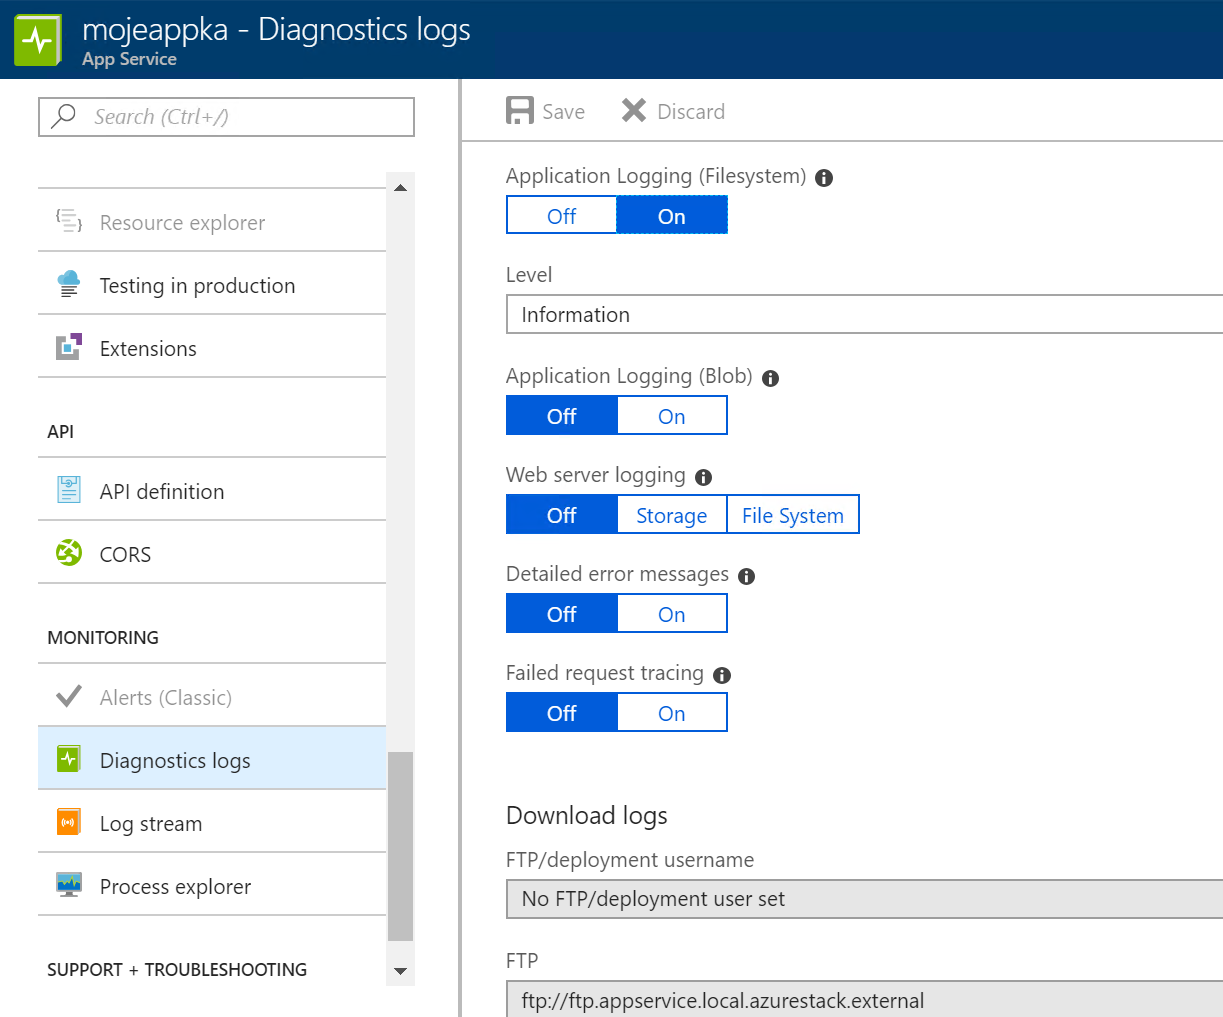 mojeappka - Diagnostics logs
App Service
Search (Ctrl+/)
Resource explorer
Testing in production
Extensions
API
API definition
CORS
MONITORING
Alerts (Classic)
Diagnostics logs
Log stream
Process explorer
SUPPORT + TROUBLESHOOTING
Save Discard
Application Logging (Filesystem)
Off On
Level
Information
Application Logging (Blob)
Off On
Web server logging
Off Storage File System
Detailed error messages
Off On
Failed request tracing
Off On
Download logs
FTP/deployment username
No FTP/deployment user set
FTP
ftp://ftp.appservice.local.azurestack.external